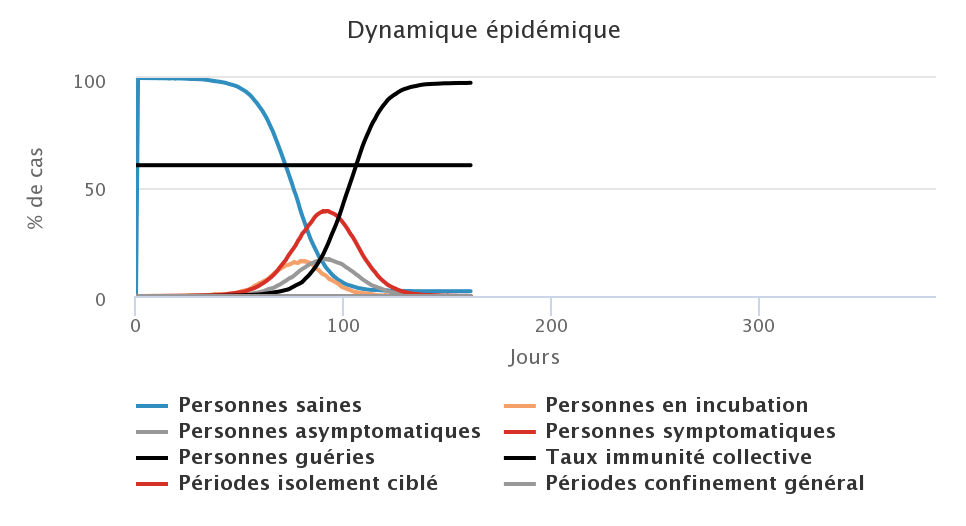 Dynamique épidémique
100
50
0
% de cas
0 100 200 300
Jours
Personnes saines Personnes en incubation
Personnes asymptomatiques Personnes symptomatiques
Personnes guéries Taux immunité collective
Périodes isolement ciblé Périodes confinement général